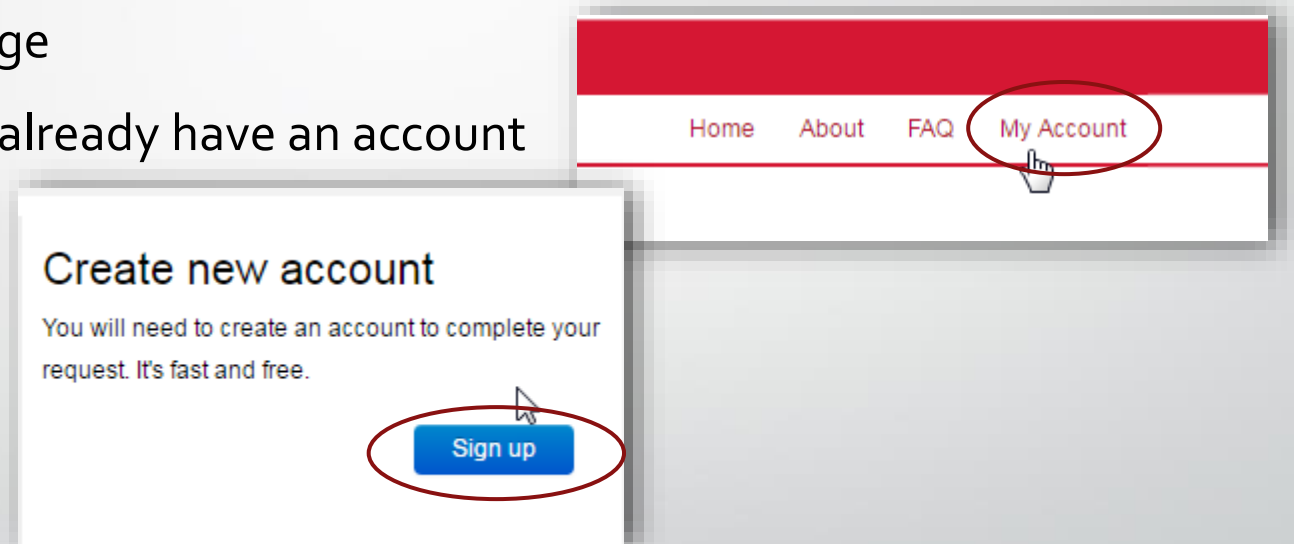 ge
already have an account
Home About FAQ My Account
Create new account
You will need to create an account to complete your
request. It's fast and free.
Sign up